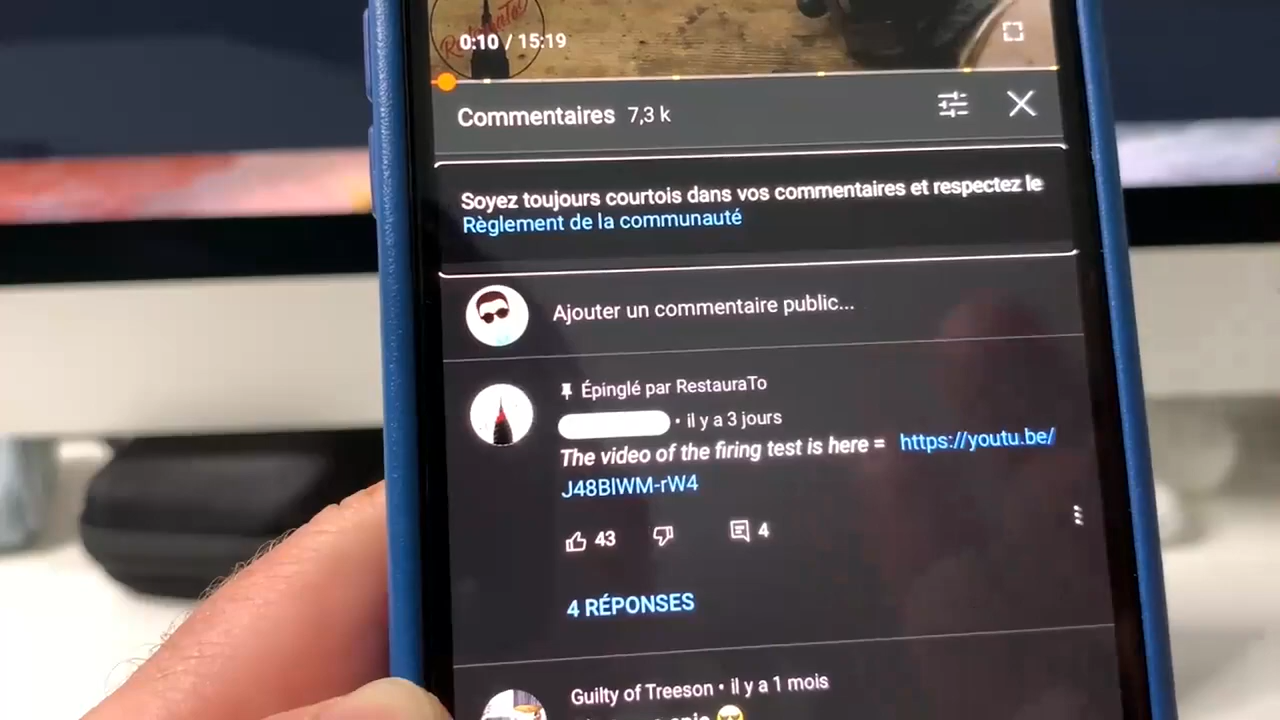 RestauraTo
0:10 / 15:19
Commentaires 7,3 k
Soyez toujours courtois dans vos commentaires et respectez le
Règlement de la communauté
Ajouter un commentaire public...
Épinglé par RestauraTo
• il y a 3 jours
The video of the firing test is here = https://youtu.be/
J48BlWM-rW4
43 4
4 RÉPONSES
Guilty of Treeson • il y a 1 mois